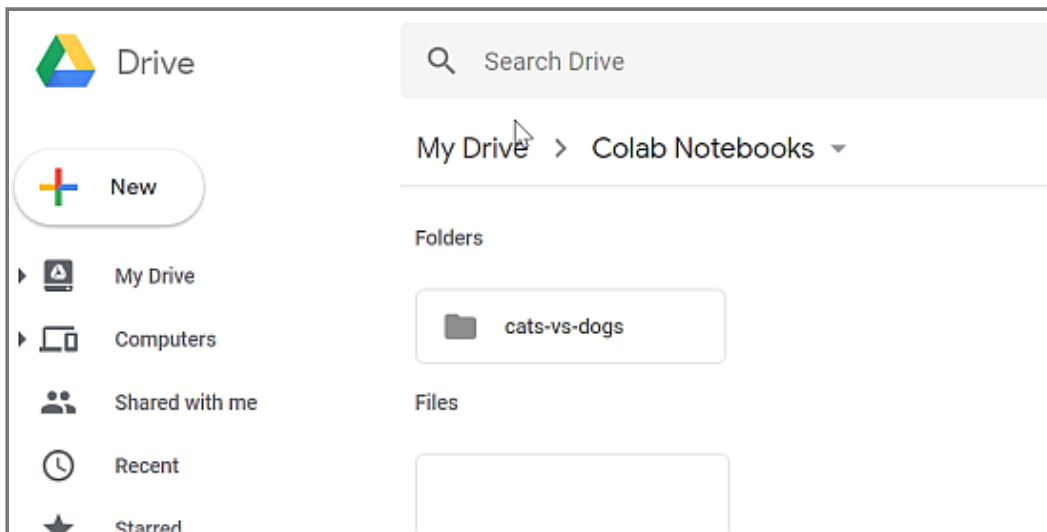 Drive
Search Drive
My Drive > Colab Notebooks
New
Folders
My Drive
cats-vs-dogs
Computers
Shared with me
Files
Recent
Starred